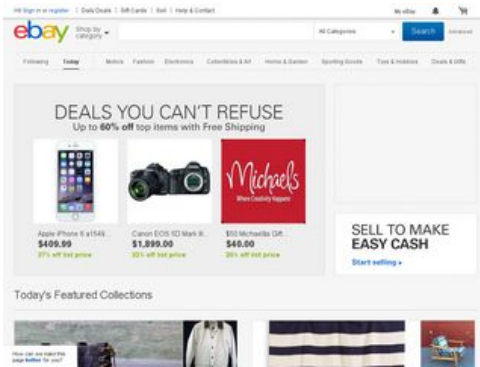 Hi! Sign in or register | Daily Deals | Gift Cards | Sell | Help & Contact
My eBay
ebay
Shop by
category
All Categories
Search
Advanced
Following Today Motors Fashion Electronics Collectibles & Art Home & Garden Sporting Goods Toys & Hobbies Deals & Gifts
DEALS YOU CAN'T REFUSE
Up to 60% off top items with Free Shipping
Michaels
Where Creativity Happens
Apple iPhone 6 a1549...
$409.99
37% off list price
Canon EOS 5D Mark III...
$1,899.00
$50 Michaels Gift...
$40.00
20% off list price
SELL TO MAKE
EASY CASH
Start selling »
Today's Featured Collections
How can we make this
page better for you?